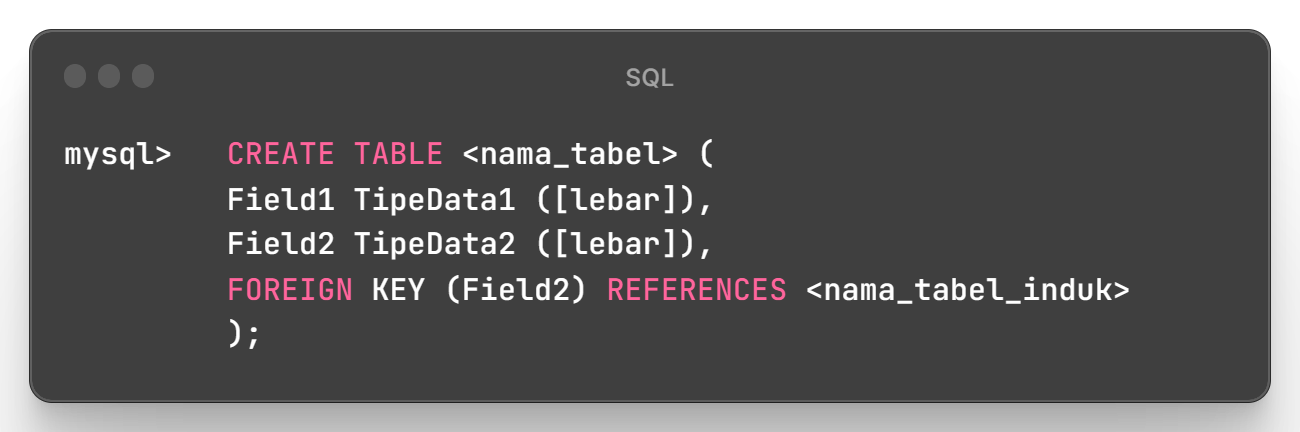 SQL
mysql> CREATE TABLE <nama_tabel> (
Field1 TipeData1 ([lebar]),
Field2 TipeData2 ([lebar]),
FOREIGN KEY (Field2) REFERENCES <nama_tabel_induk>
);